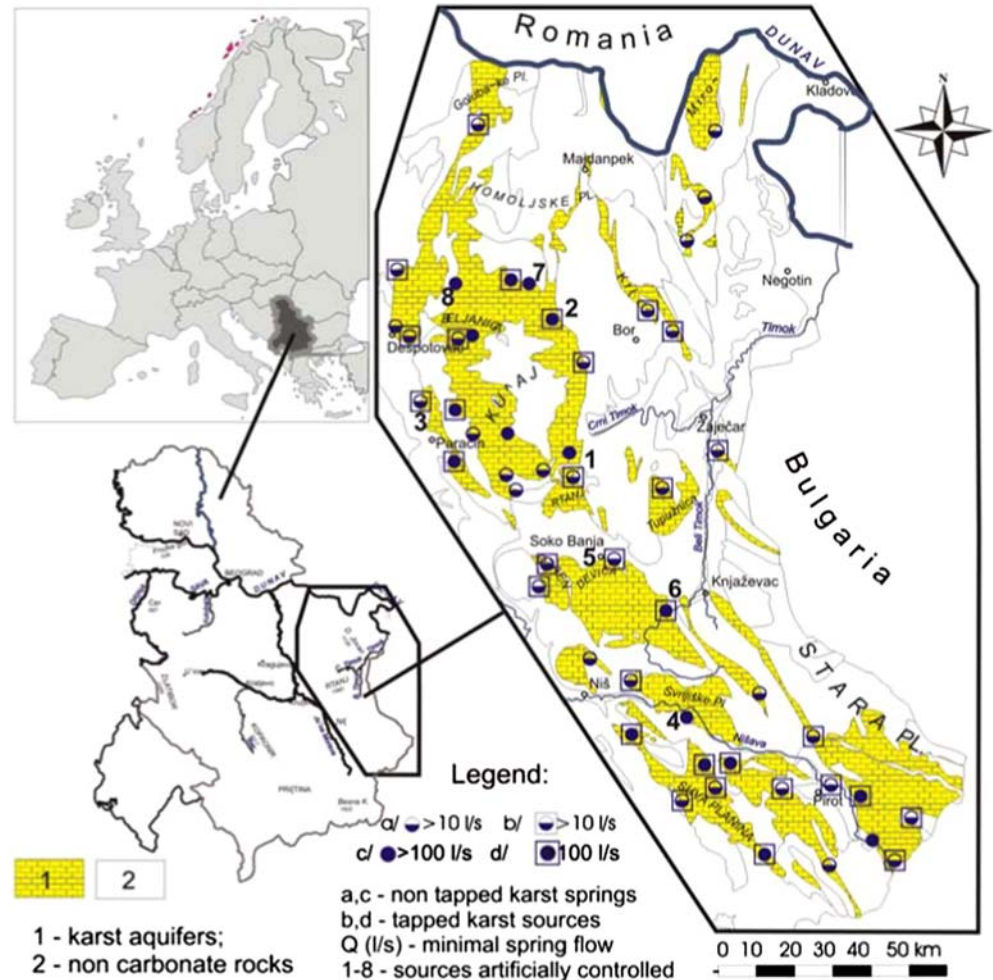 Romania
DUNAV
Kladovo
N
Miroč
Majdanpek
HOMOLJSKE PL.
Negotin
7
8
2
BELJANICA
Bor
Timok
Despotovac
KUČAJ
Crni Timok
Zaječar
3
Paraćin
1
RTANJ
Tupižnica
Beli Timok
Bulgaria
Soko Banja
5
DEVICA
6
Knjaževac
NOVI SAD
BEOGRAD
DUNAV
SAVA
STARA PL.
Niš
Svrljiške Pl.
4
Nišava
RTANJ
SUVA PLANINA
Pirot
PRIŠTINA
Legend:
a/ >10 l/s b/ >10 l/s
c/ >100 l/s d/ 100 l/s
1 2
a,c - non tapped karst springs
b,d - tapped karst sources
1 - karst aquifers;
Q (l/s) - minimal spring flow
2 - non carbonate rocks
1-8 - sources artificially controlled
0 10 20 30 40 50 km